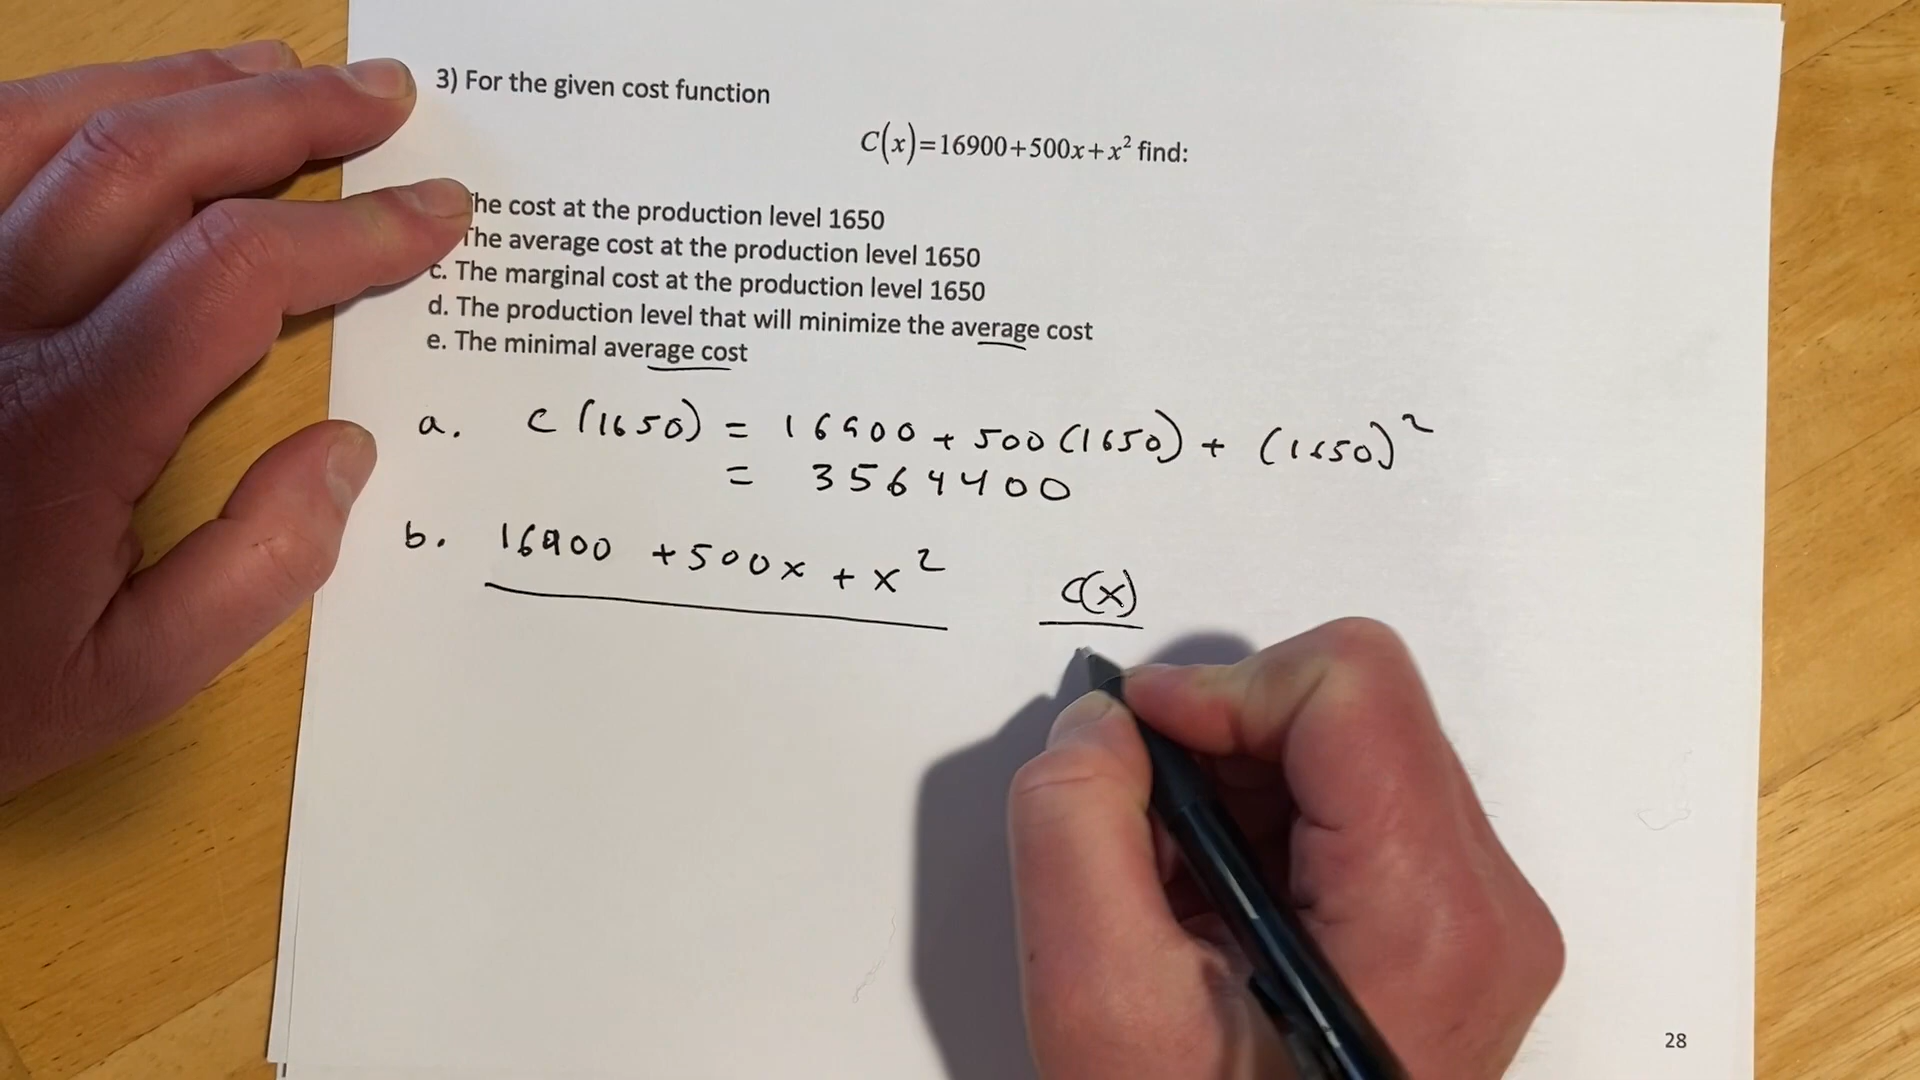 3) For the given cost function
C(x)=16900+500x+x² find:
he cost at the production level 1650
The average cost at the production level 1650
c. The marginal cost at the production level 1650
d. The production level that will minimize the average cost
e. The minimal average cost
a. C (1650) = 16900 + 500 (1650) + (1650)²
= 3564400
b. 16900 + 500x + x²
C(x)
28